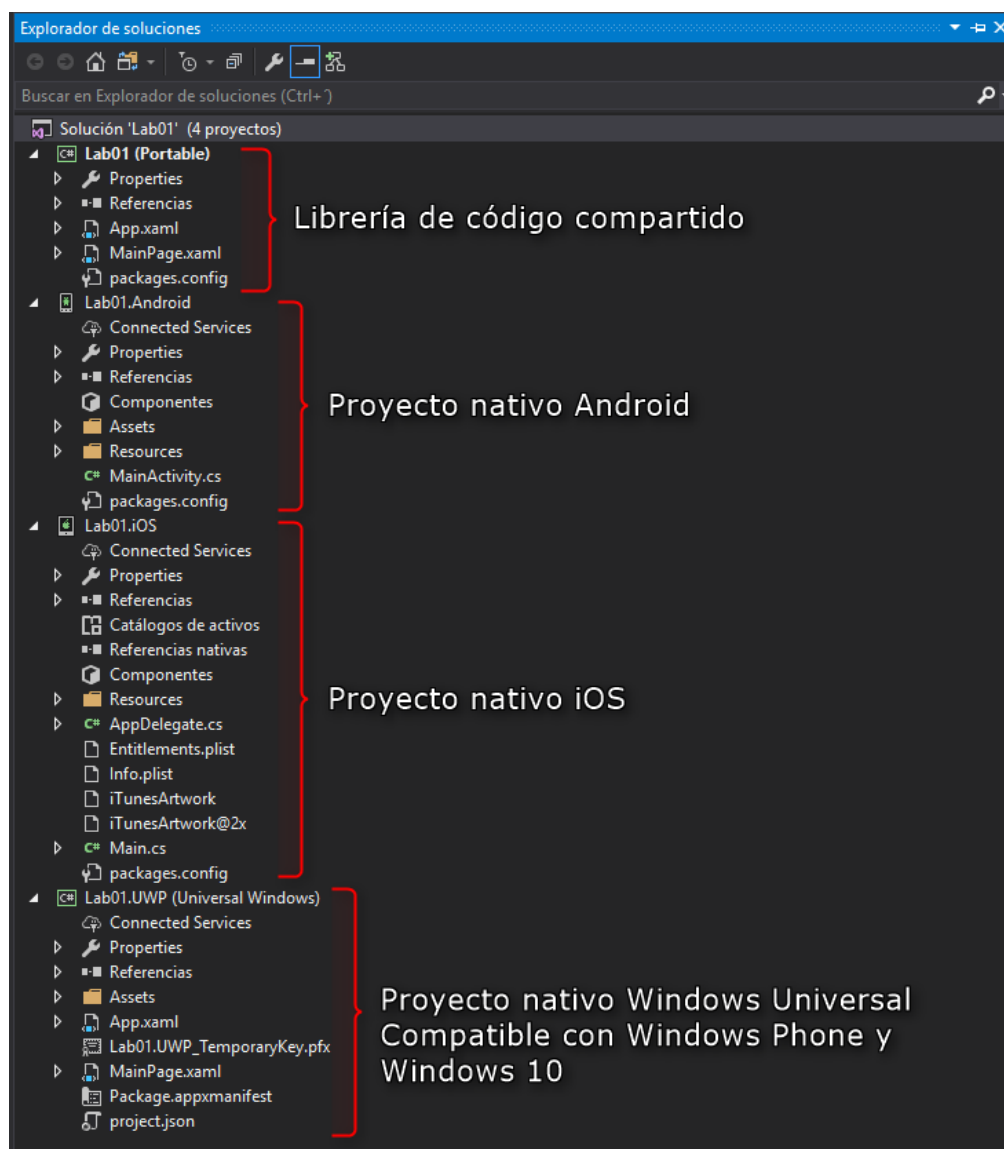 Explorador de soluciones
Buscar en Explorador de soluciones (Ctrl+´)
Solución 'Lab01' (4 proyectos)
C# Lab01 (Portable)
Properties
Referencias
App.xaml
MainPage.xaml
packages.config
Librería de código compartido
Lab01.Android
Connected Services
Properties
Referencias
Componentes
Assets
Resources
C# MainActivity.cs
packages.config
Proyecto nativo Android
Lab01.iOS
Connected Services
Properties
Referencias
Catálogos de activos
Referencias nativas
Componentes
Resources
C# AppDelegate.cs
Entitlements.plist
Info.plist
iTunesArtwork
iTunesArtwork@2x
C# Main.cs
packages.config
Proyecto nativo iOS
C# Lab01.UWP (Universal Windows)
Connected Services
Properties
Referencias
Assets
App.xaml
Lab01.UWP_TemporaryKey.pfx
MainPage.xaml
Package.appxmanifest
project.json
Proyecto nativo Windows Universal
Compatible con Windows Phone y
Windows 10